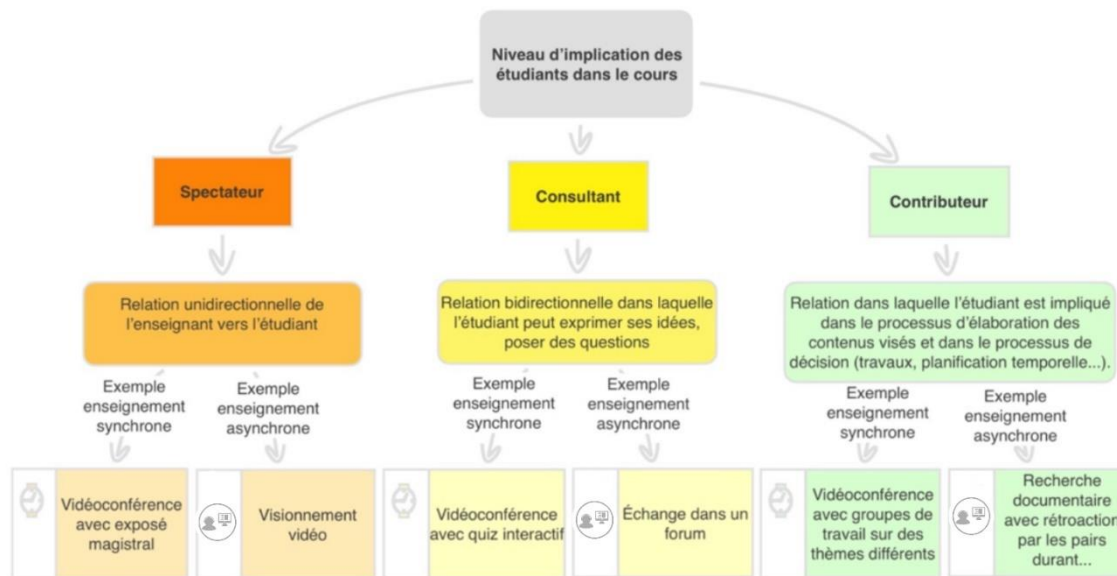 Niveau d'implication des
étudiants dans le cours
Spectateur
Consultant
Contributeur
Relation unidirectionnelle de
l'enseignant vers l'étudiant
Relation bidirectionnelle dans laquelle
l'étudiant peut exprimer ses idées,
poser des questions
Relation dans laquelle l'étudiant est impliqué
dans le processus d'élaboration des
contenus visés et dans le processus de
décision (travaux, planification temporelle...).
Exemple
enseignement
synchrone
Exemple
enseignement
asynchrone
Exemple
enseignement
synchrone
Exemple
enseignement
asynchrone
Exemple
enseignement
synchrone
Exemple
enseignement
asynchrone
Vidéoconférence
avec exposé
magistral
Visionnement
vidéo
Vidéoconférence
avec quiz interactif
Échange dans un
forum
Vidéoconférence
avec groupes de
travail sur des
thèmes différents
Recherche
documentaire
avec rétroaction
par les pairs
durant...